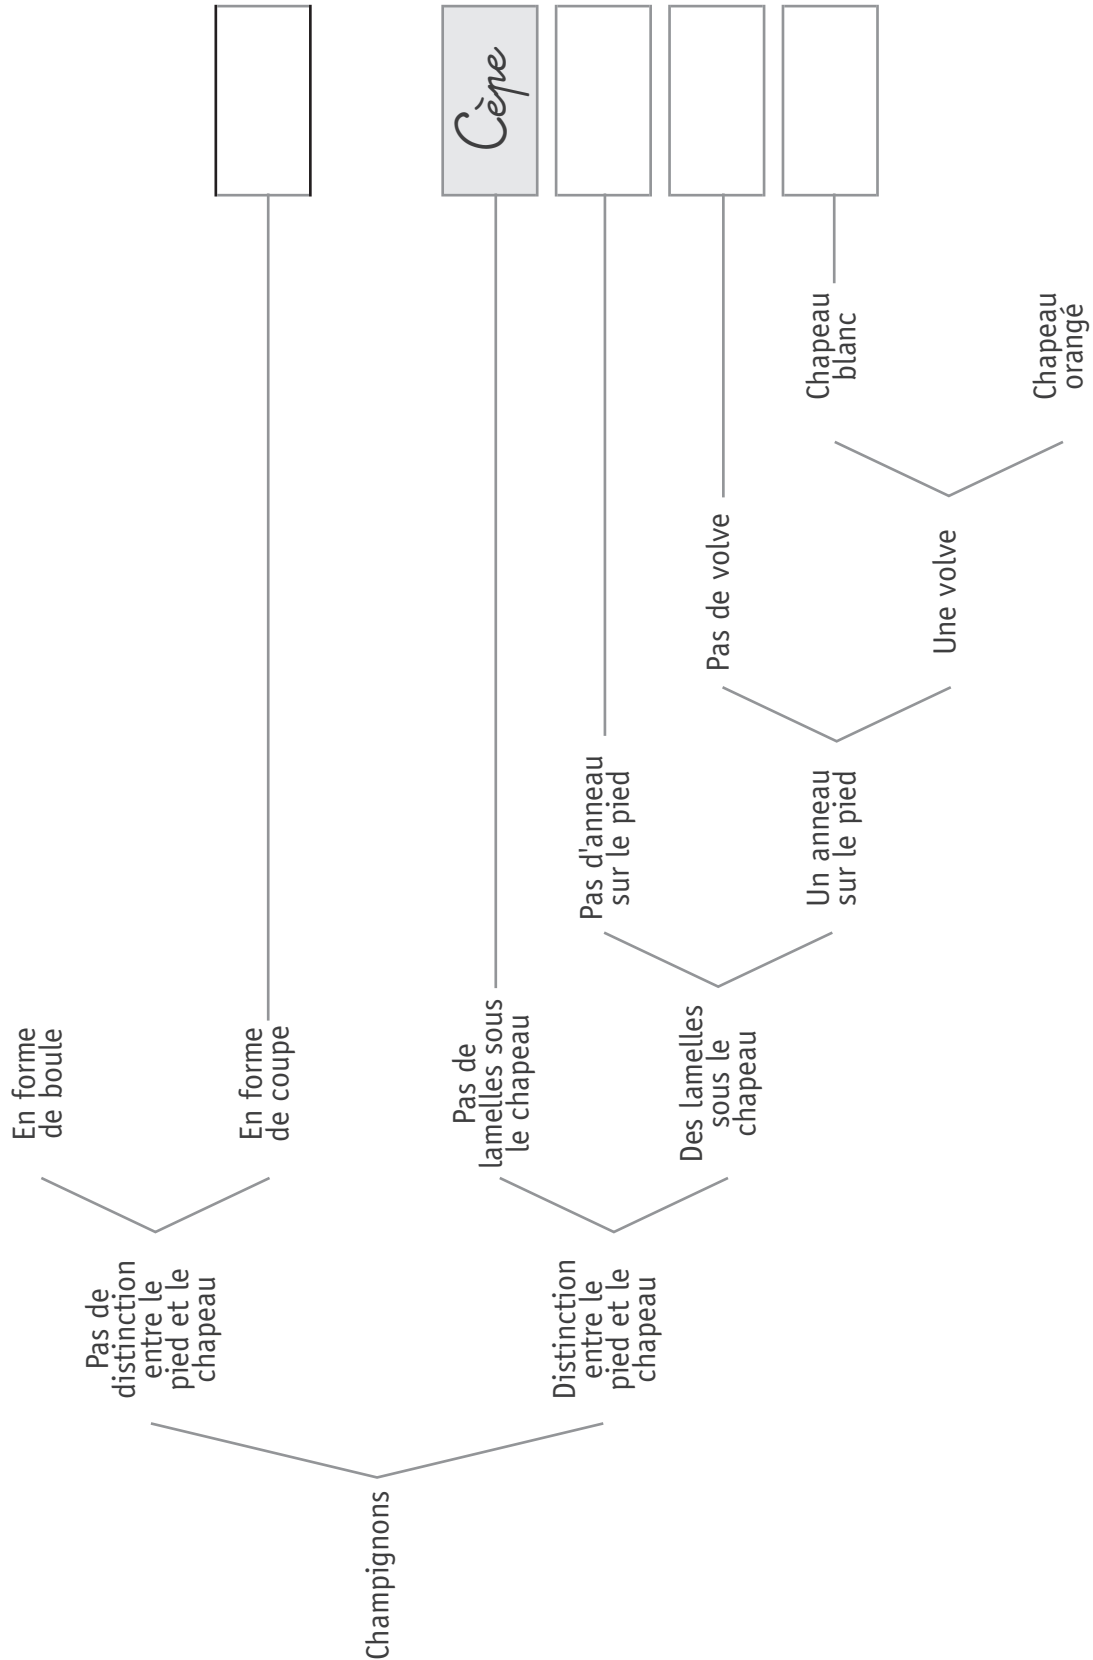 Champignons
Pas de
distinction
entre le
pied et le
chapeau
En forme
de boule
En forme
de coupe
Distinction
entre le
pied et le
chapeau
Pas de
lamelles sous
le chapeau
Cèpe
Des lamelles
sous le
chapeau
Pas d'anneau
sur le pied
Un anneau
sur le pied
Pas de volve
Une volve
Chapeau
blanc
Chapeau
orangé